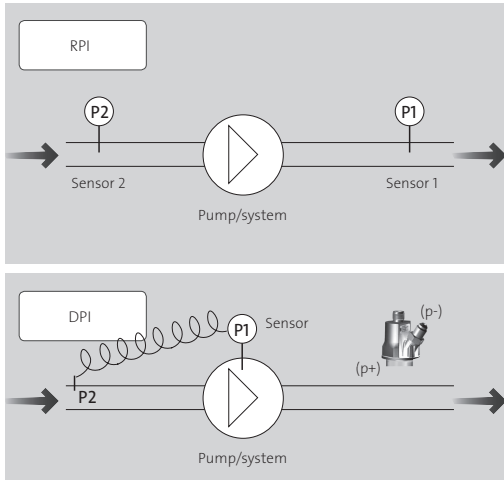 RPI
P2
P1
Sensor 2
Sensor 1
Pump/system
DPI
P1
Sensor
(p-)
(p+)
P2
Pump/system